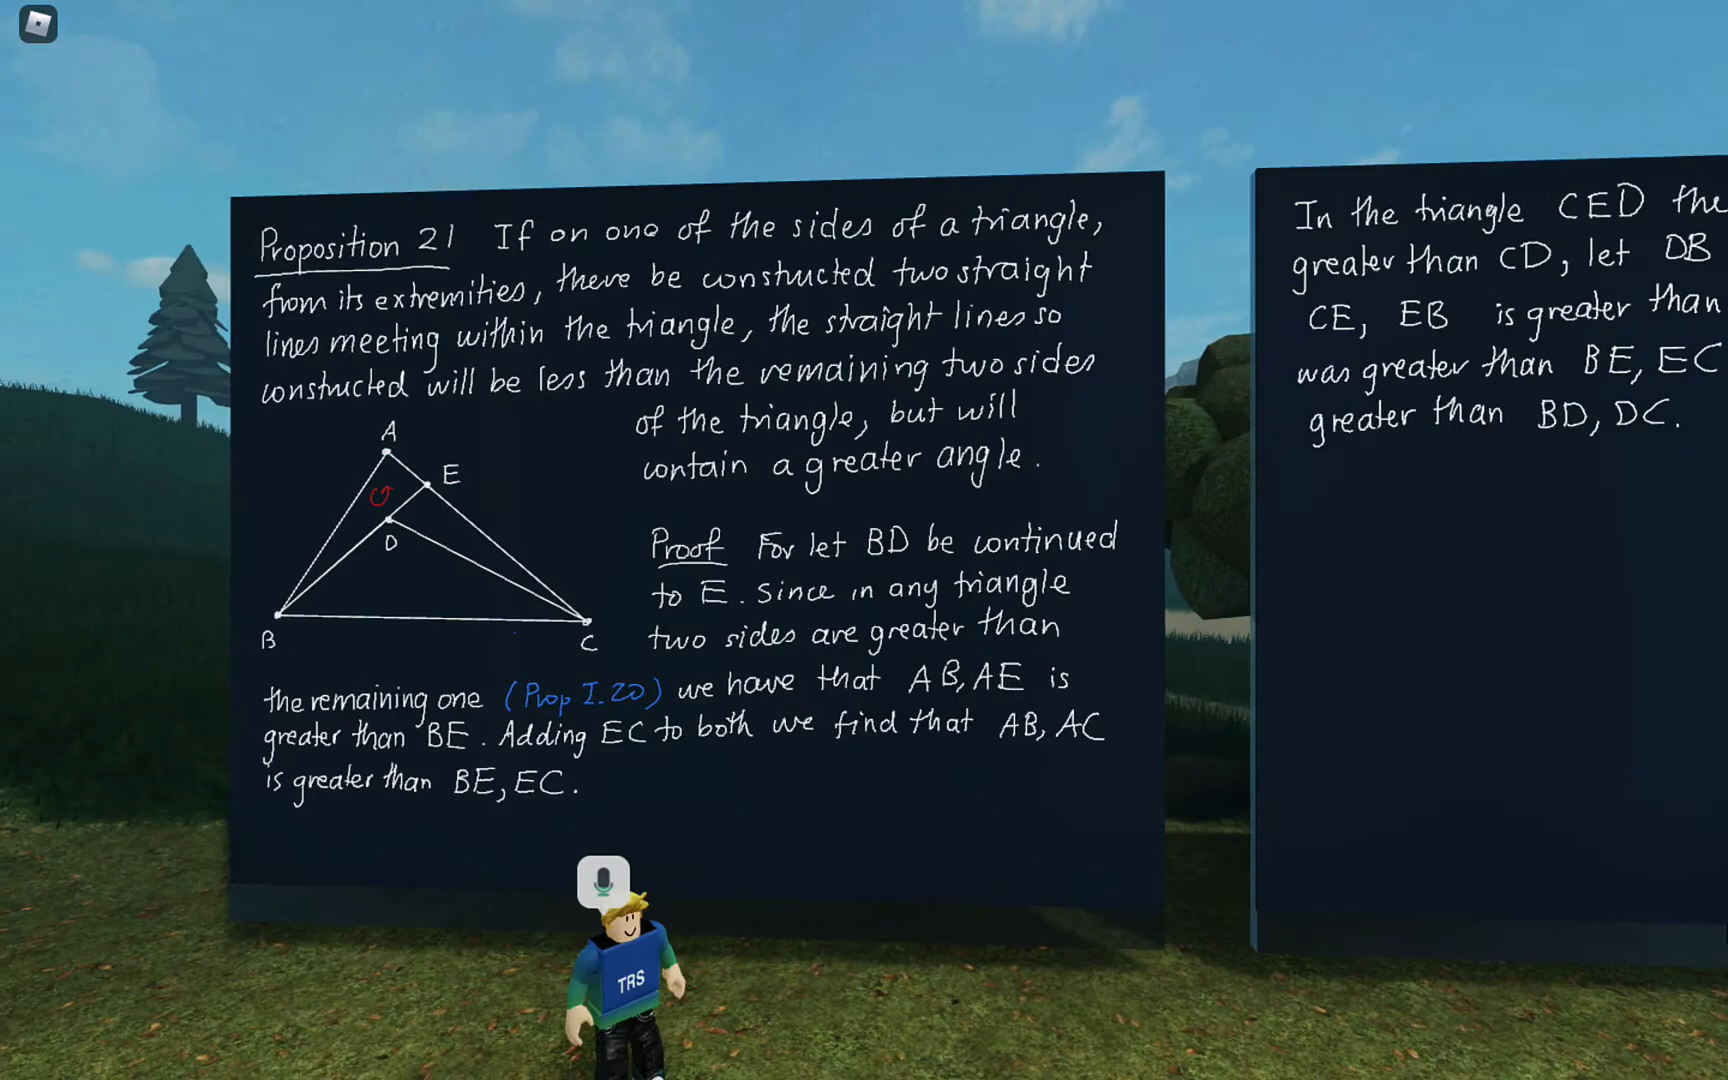 Proposition 21 If on one of the sides of a triangle,
from its extremities, there be constructed two straight
lines meeting within the triangle, the straight lines so
constructed will be less than the remaining two sides
of the triangle, but will
contain a greater angle.
A
E
D
B
C
Proof For let BD be continued
to E. Since in any triangle
two sides are greater than
the remaining one (Prop I.20) we have that AB, AE is
greater than BE. Adding EC to both we find that AB, AC
is greater than BE, EC.
In the triangle CED the
greater than CD, let DB
CE, EB is greater than
was greater than BE, EC
greater than BD, DC.
TRS